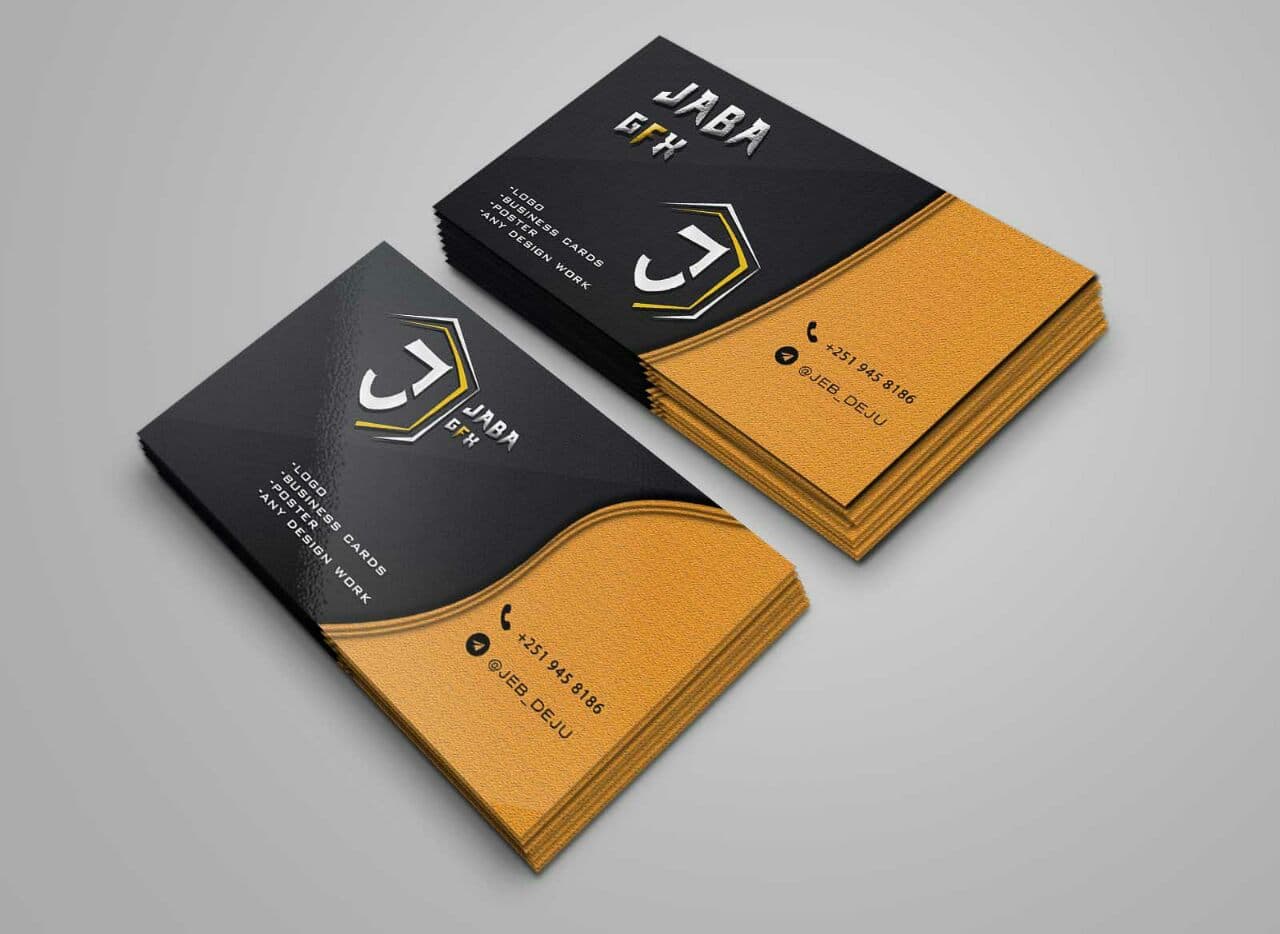 JABA
GFX
-LOGO
-BUSINESS CARDS
-POSTER
-ANY DESIGN WORK
J
+251 945 8186
@JEB_DEJU
J
JABA
GFX
-LOGO
-BUSINESS CARDS
-POSTER
-ANY DESIGN WORK
+251 945 8186
@JEB_DEJU